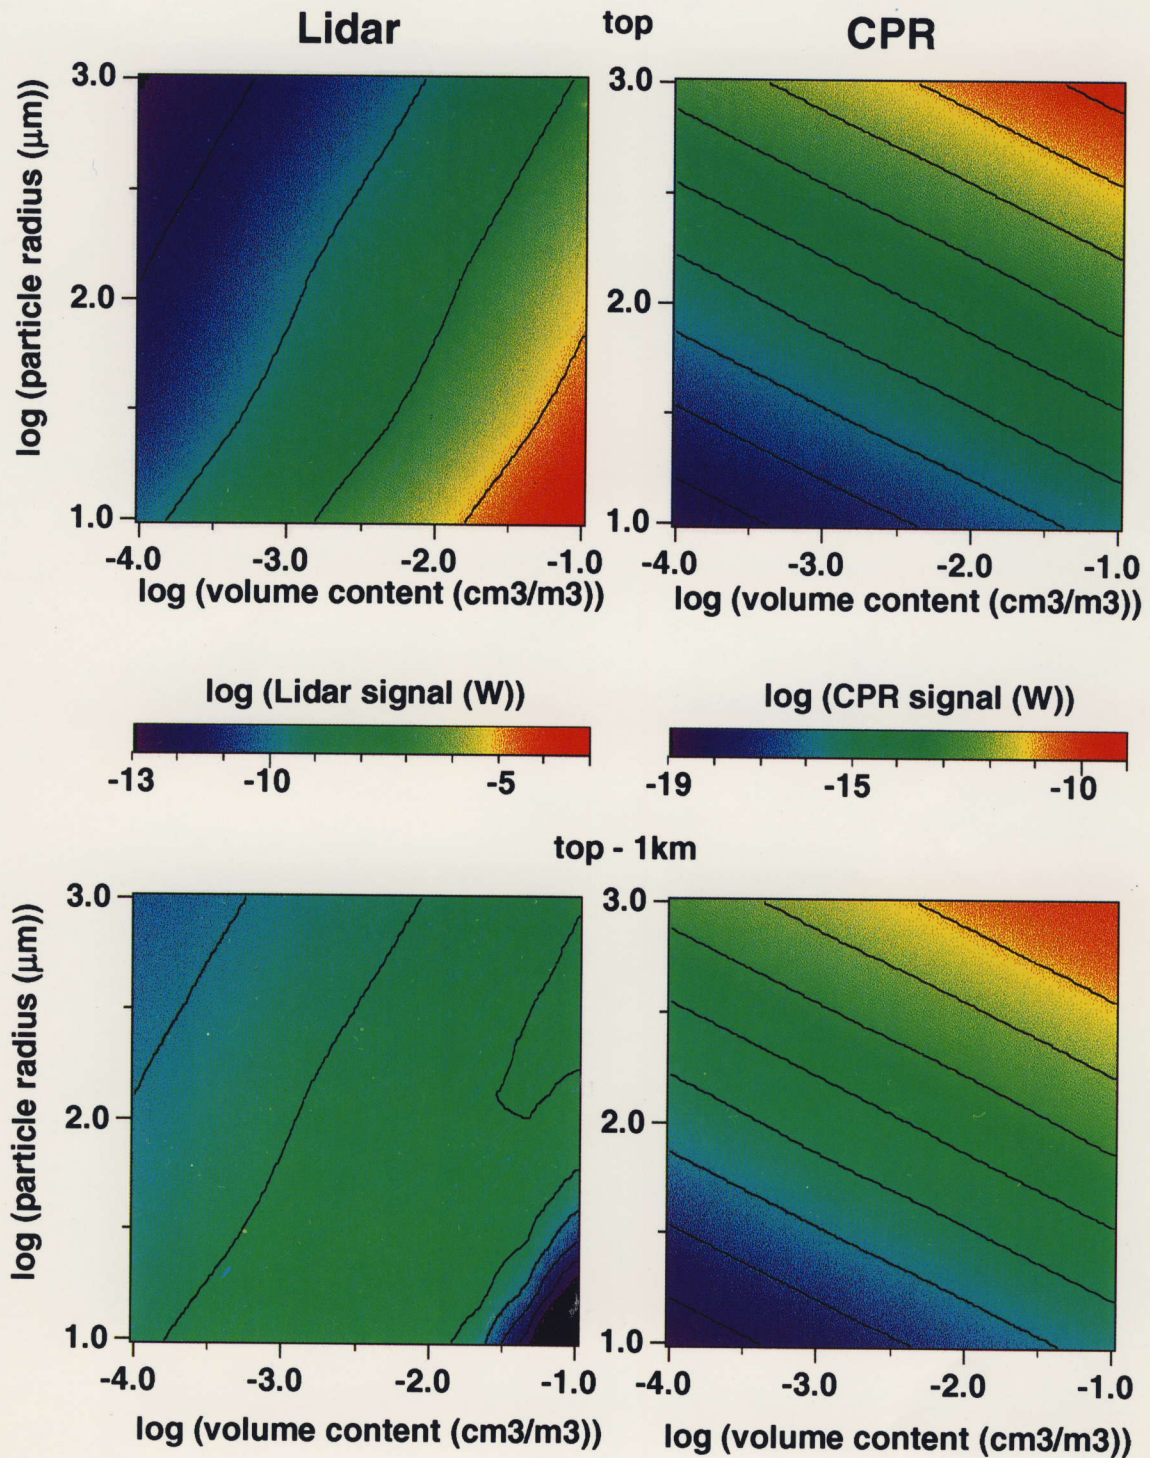 Lidar
top
CPR
log (particle radius (µm))
3.0
2.0
1.0
-4.0 -3.0 -2.0 -1.0
log (volume content (cm3/m3))
3.0
2.0
1.0
-4.0 -3.0 -2.0 -1.0
log (volume content (cm3/m3))
log (Lidar signal (W))
-13 -10 -5
log (CPR signal (W))
-19 -15 -10
top - 1km
log (particle radius (µm))
3.0
2.0
1.0
-4.0 -3.0 -2.0 -1.0
log (volume content (cm3/m3))
3.0
2.0
1.0
-4.0 -3.0 -2.0 -1.0
log (volume content (cm3/m3))